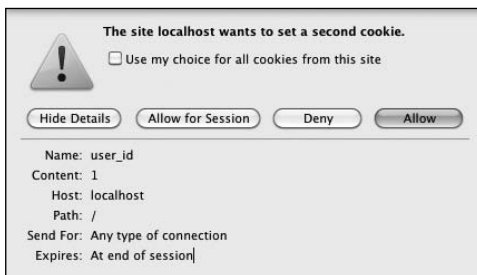 The site localhost wants to set a second cookie.
Use my choice for all cookies from this site
Hide Details Allow for Session Deny Allow
Name: user_id
Content: 1
Host: localhost
Path: /
Send For: Any type of connection
Expires: At end of session